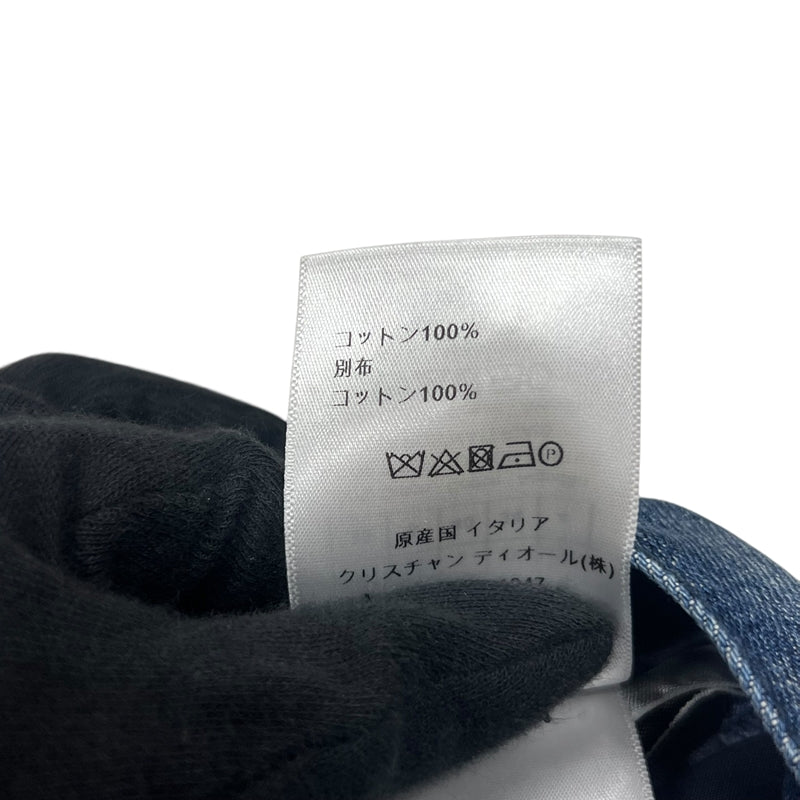 コットン100%
別布
コットン100%
P
原産国 イタリア
クリスチャン ディオール(株)